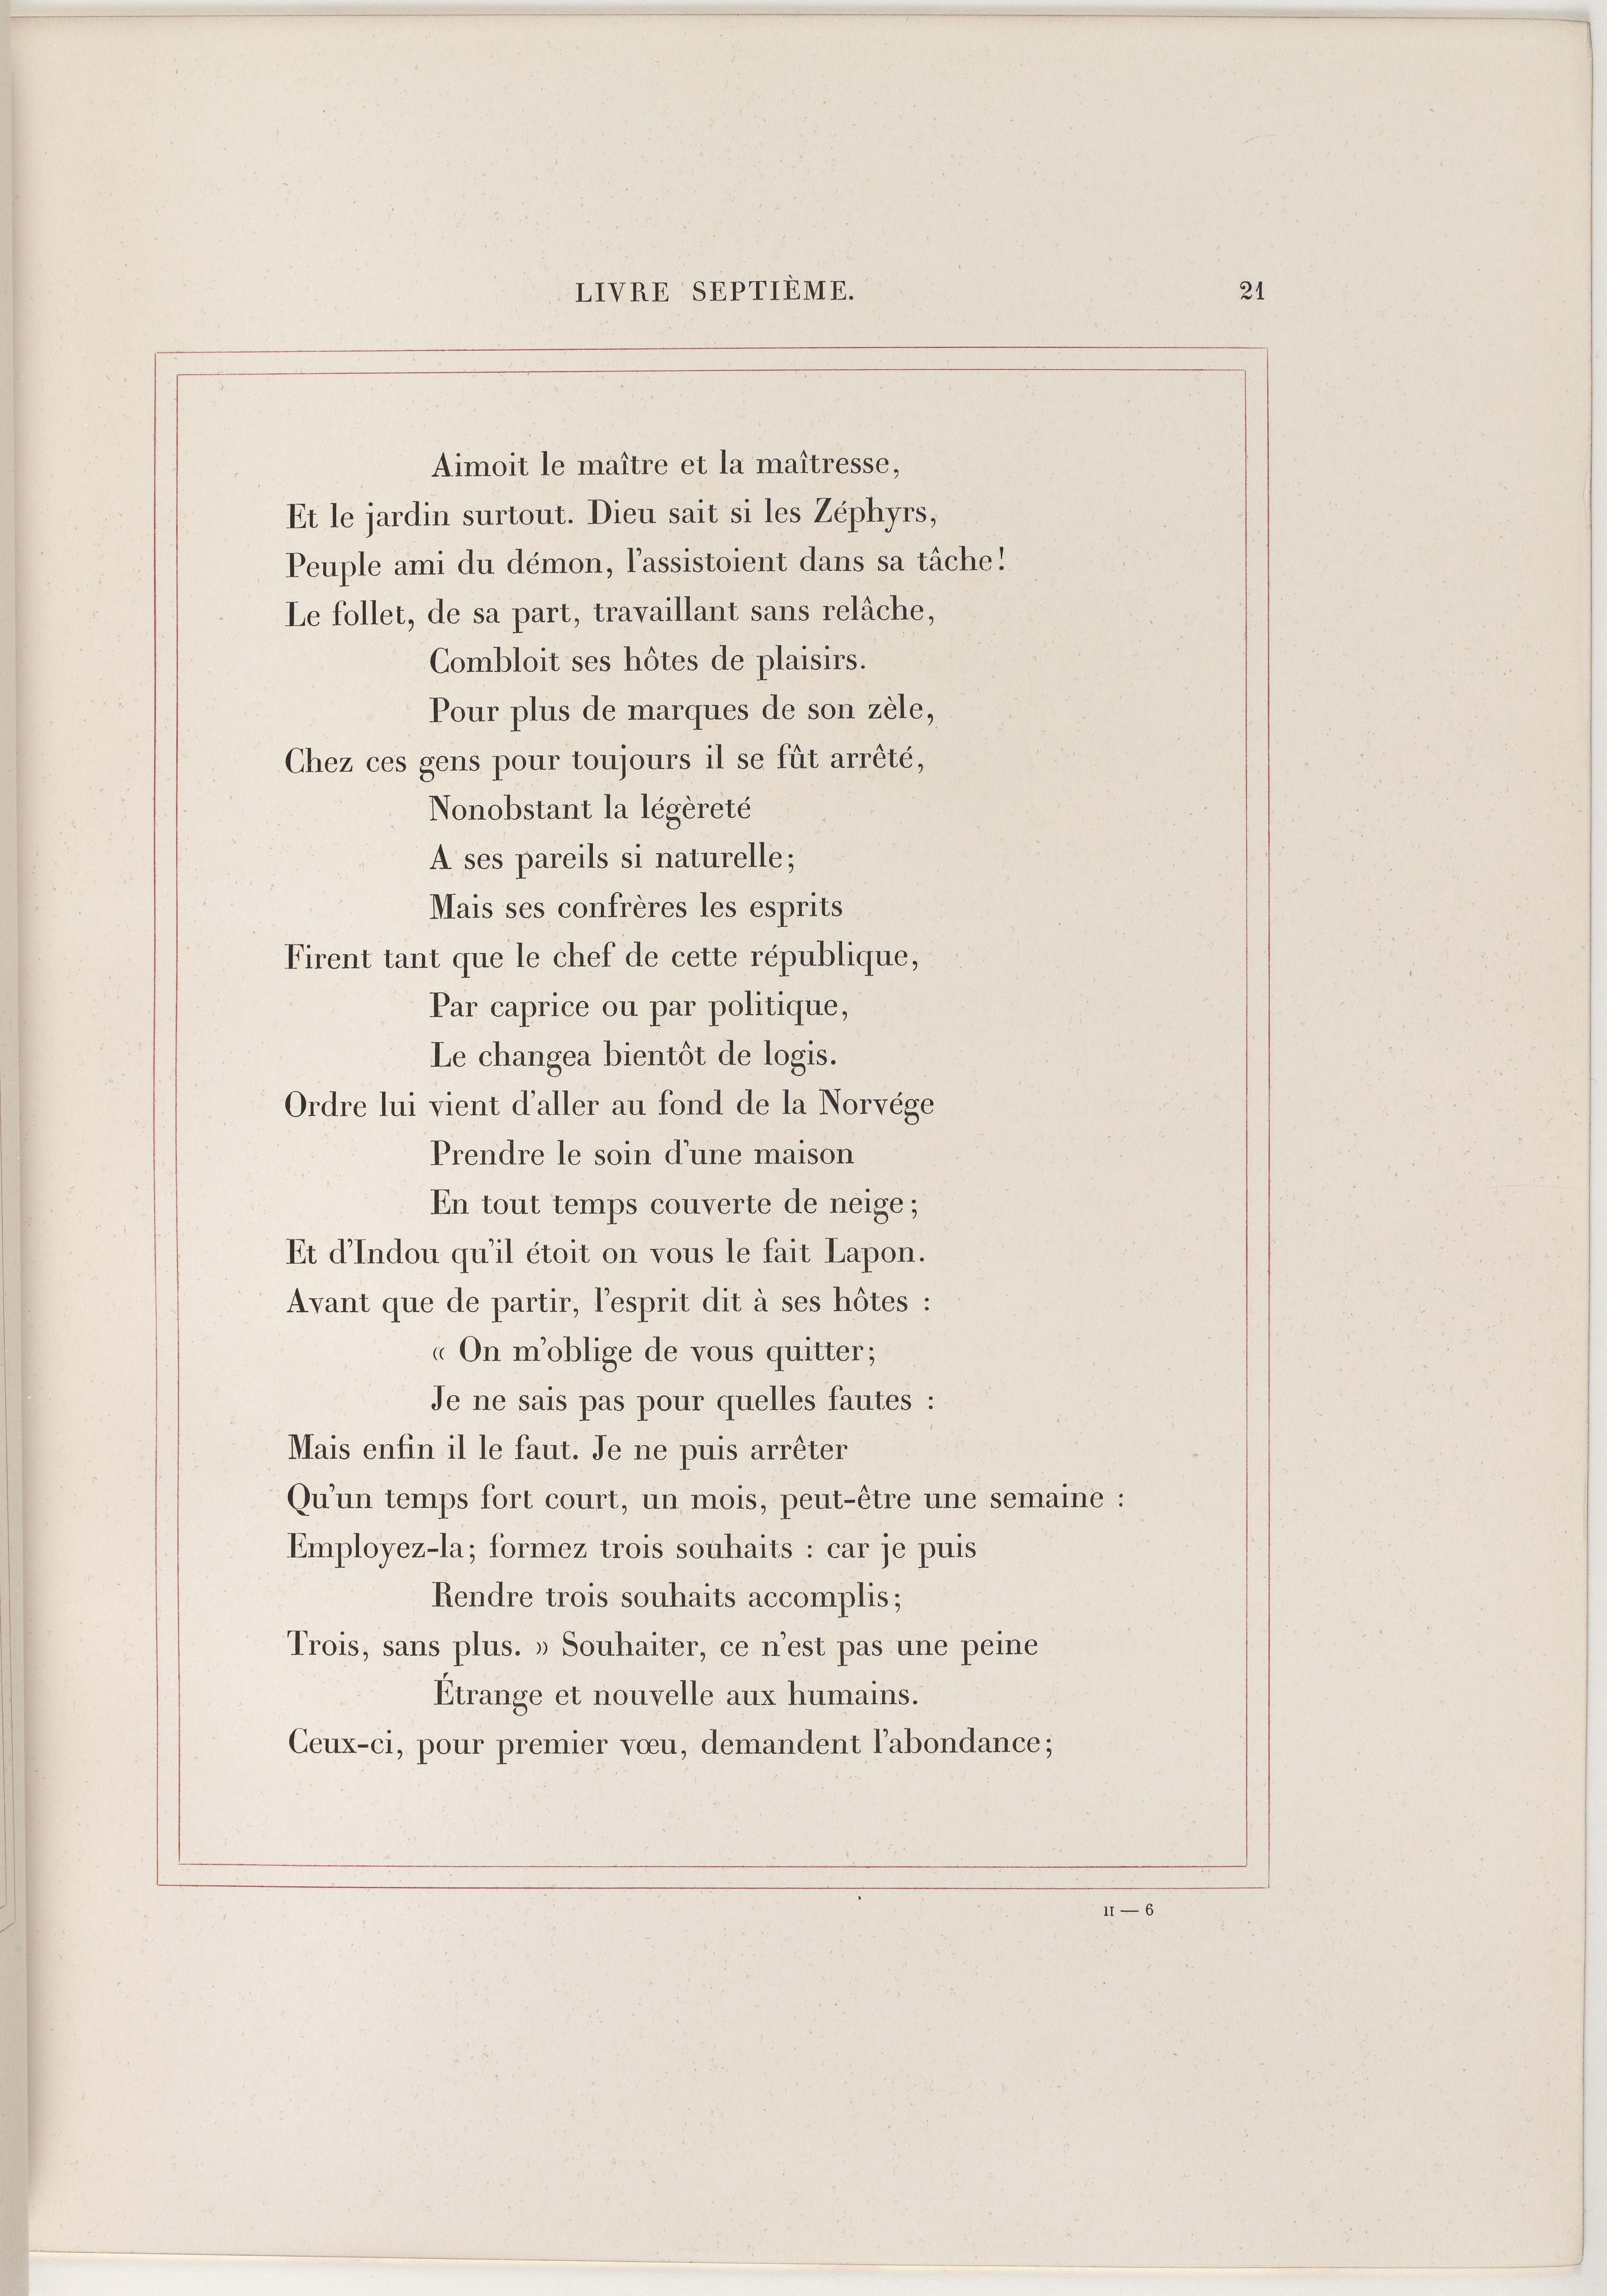 LIVRE SEPTIÈME. 21
Aimoit le maître et la maîtresse,
Et le jardin surtout. Dieu sait si les Zéphyrs,
Peuple ami du démon, l'assistoient dans sa tâche!
Le follet, de sa part, travaillant sans relâche,
Combloit ses hôtes de plaisirs.
Pour plus de marques de son zèle,
Chez ces gens pour toujours il se fût arrêté,
Nonobstant la légèreté
A ses pareils si naturelle;
Mais ses confrères les esprits
Firent tant que le chef de cette république,
Par caprice ou par politique,
Le changea bientôt de logis.
Ordre lui vient d'aller au fond de la Norvége
Prendre le soin d'une maison
En tout temps couverte de neige;
Et d'Indou qu'il étoit on vous le fait Lapon.
Avant que de partir, l'esprit dit à ses hôtes :
« On m'oblige de vous quitter;
Je ne sais pas pour quelles fautes :
Mais enfin il le faut. Je ne puis arrêter
Qu'un temps fort court, un mois, peut-être une semaine :
Employez-la; formez trois souhaits : car je puis
Rendre trois souhaits accomplis;
Trois, sans plus. » Souhaiter, ce n'est pas une peine
Étrange et nouvelle aux humains.
Ceux-ci, pour premier vœu, demandent l'abondance;
II — 6